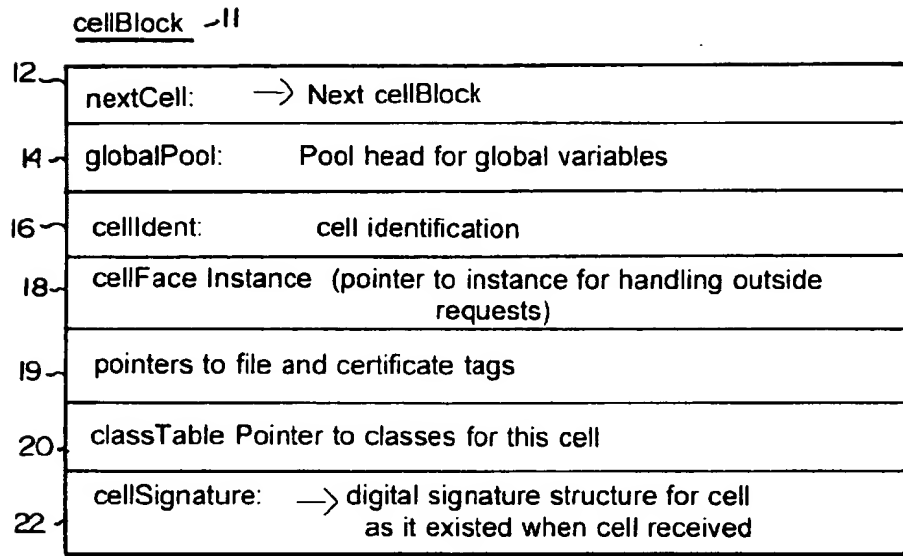 cellBlock 11
12
nextCell: → Next cellBlock
14 globalPool: Pool head for global variables
16 cellIdent: cell identification
18 cellFace Instance (pointer to instance for handling outside
requests)
19 pointers to file and certificate tags
20 classTable Pointer to classes for this cell
cellSignature: → digital signature structure for cell
22 as it existed when cell received